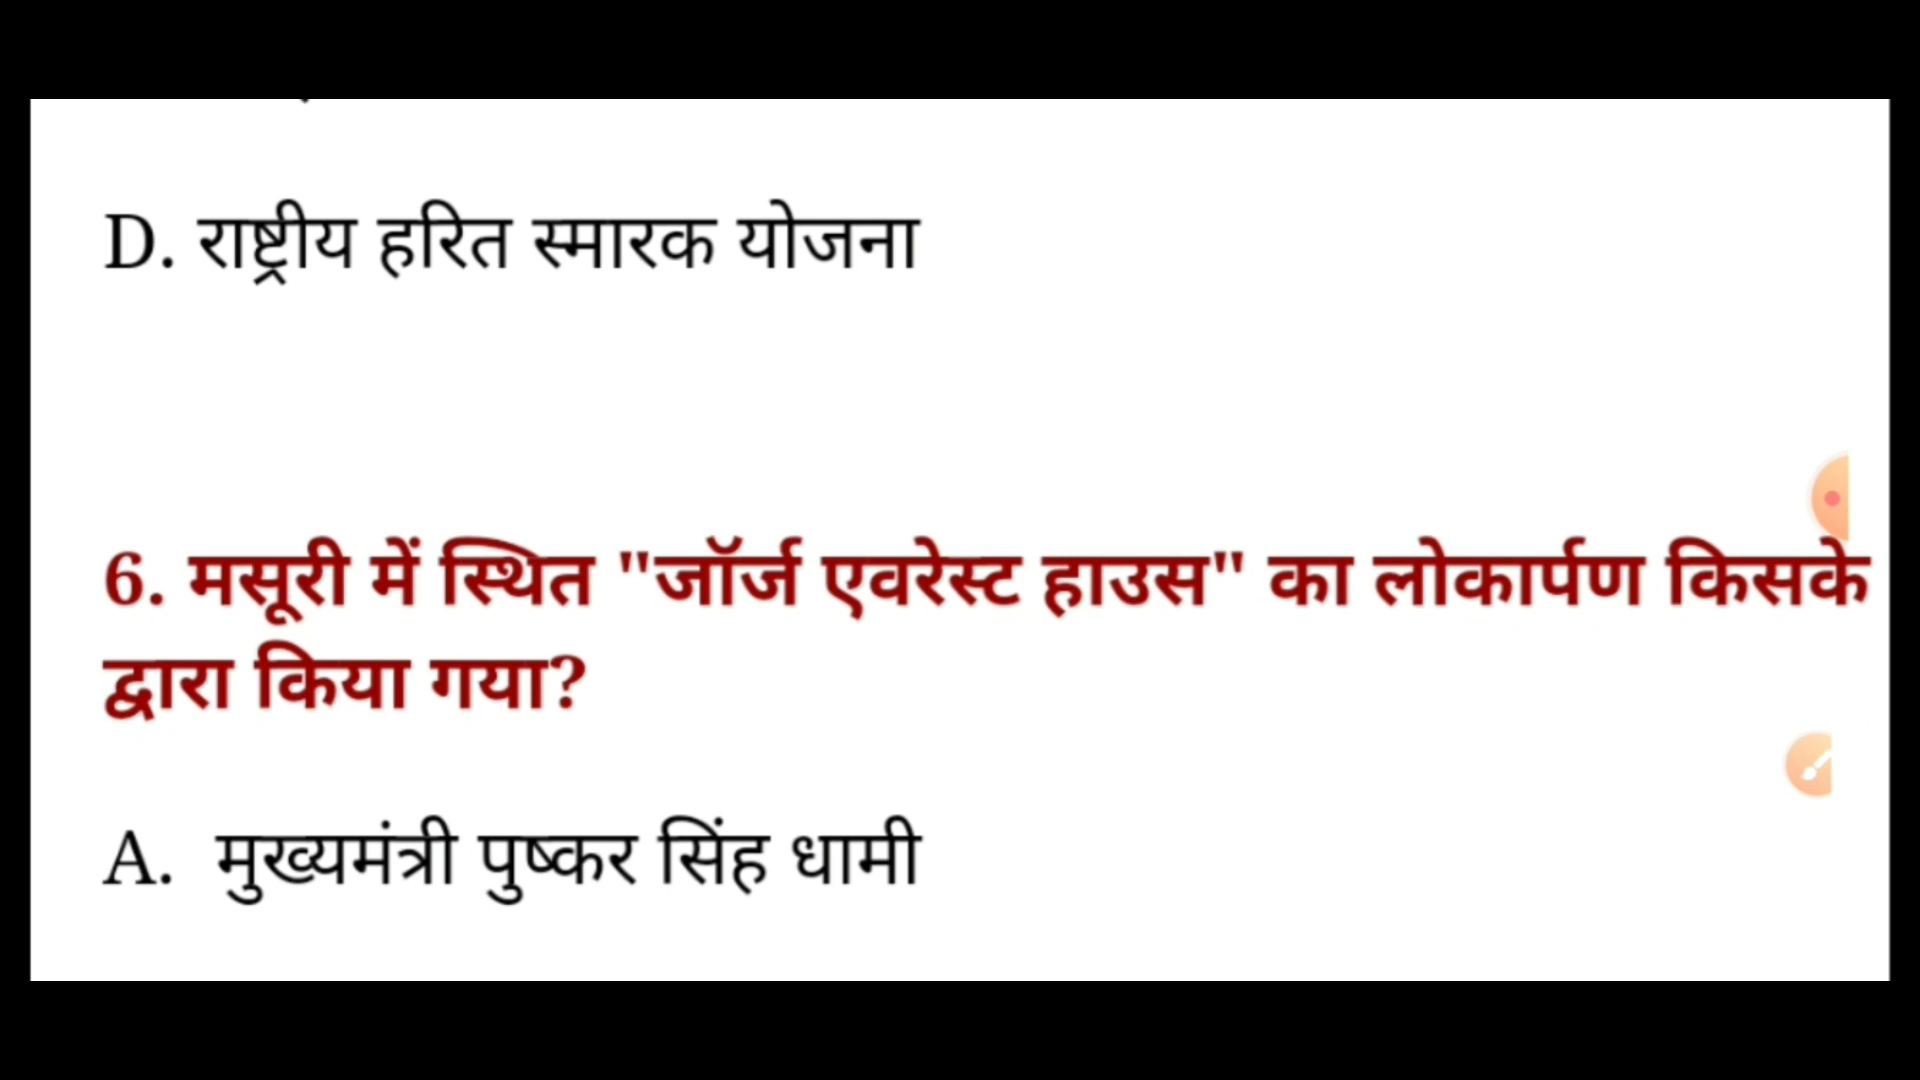 D. राष्ट्रीय हरित स्मारक योजना
6. मसूरी में स्थित "जॉर्ज एवरेस्ट हाउस" का लोकार्पण किसके
द्वारा किया गया?
A. मुख्यमंत्री पुष्कर सिंह धामी